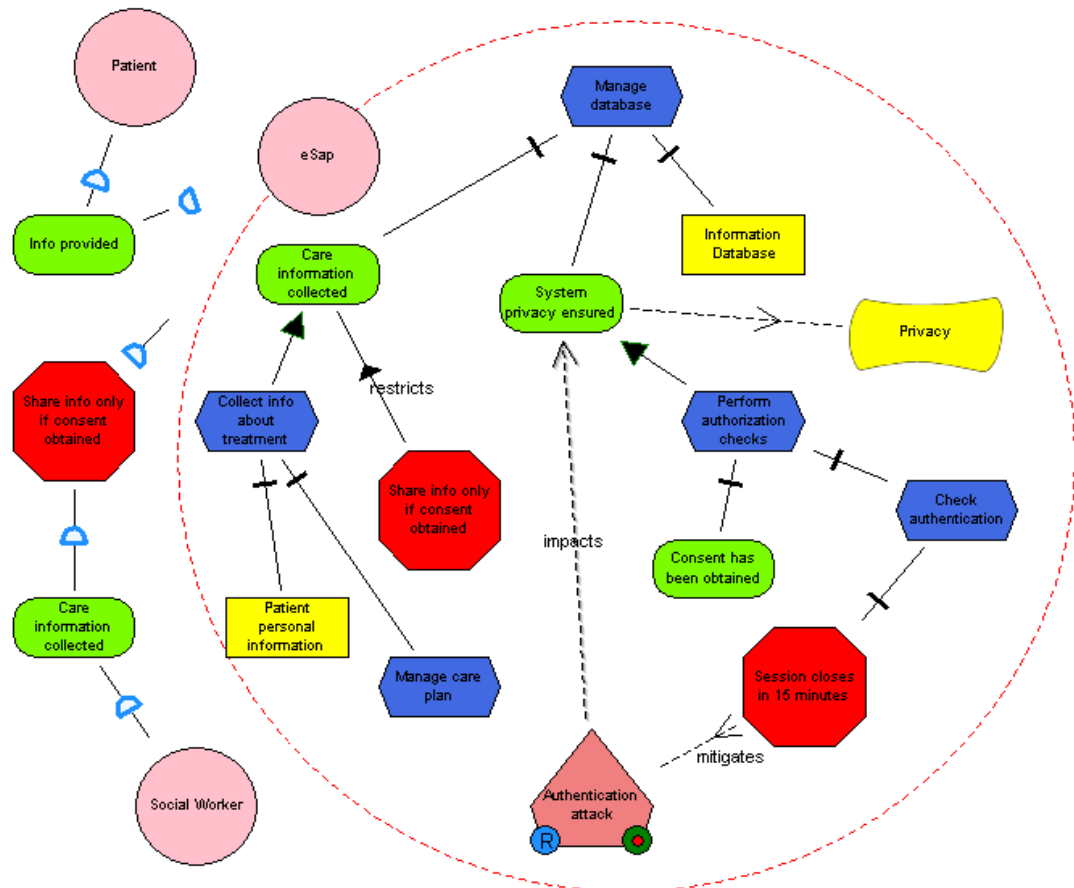 Patient
Manage
database
eSap
Info provided
Care
information
collected
Information
Database
System
privacy ensured
Privacy
restricts
Share info only
if consent
obtained
Collect info
about
treatment
Perform
authorization
checks
Share info only
if consent
obtained
Check
authentication
impacts
Consent has
been obtained
Care
information
collected
Patient
personal
information
Manage care
plan
Session closes
in 15 minutes
mitigates
Social Worker
Authentication
attack
R